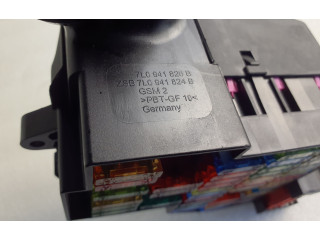 7L0 941 820 B
ZSB 7L0 941 824 B
GSM 2
>PBT-GF 10<
Germany